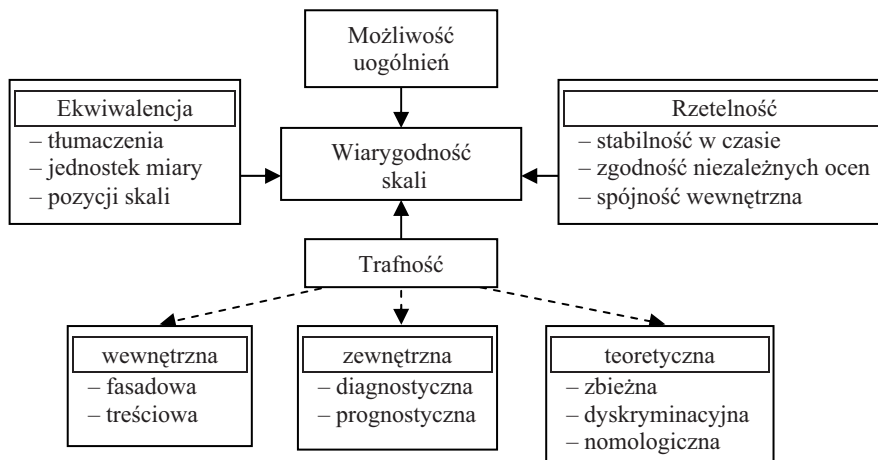 Możliwość
uogólnień
Ekwiwalencja
– tłumaczenia
– jednostek miary
– pozycji skali
Wiarygodność
skali
Rzetelność
– stabilność w czasie
– zgodność niezależnych ocen
– spójność wewnętrzna
Trafność
wewnętrzna
– fasadowa
– treściowa
zewnętrzna
– diagnostyczna
– prognostyczna
teoretyczna
– zbieżna
– dyskryminacyjna
– nomologiczna